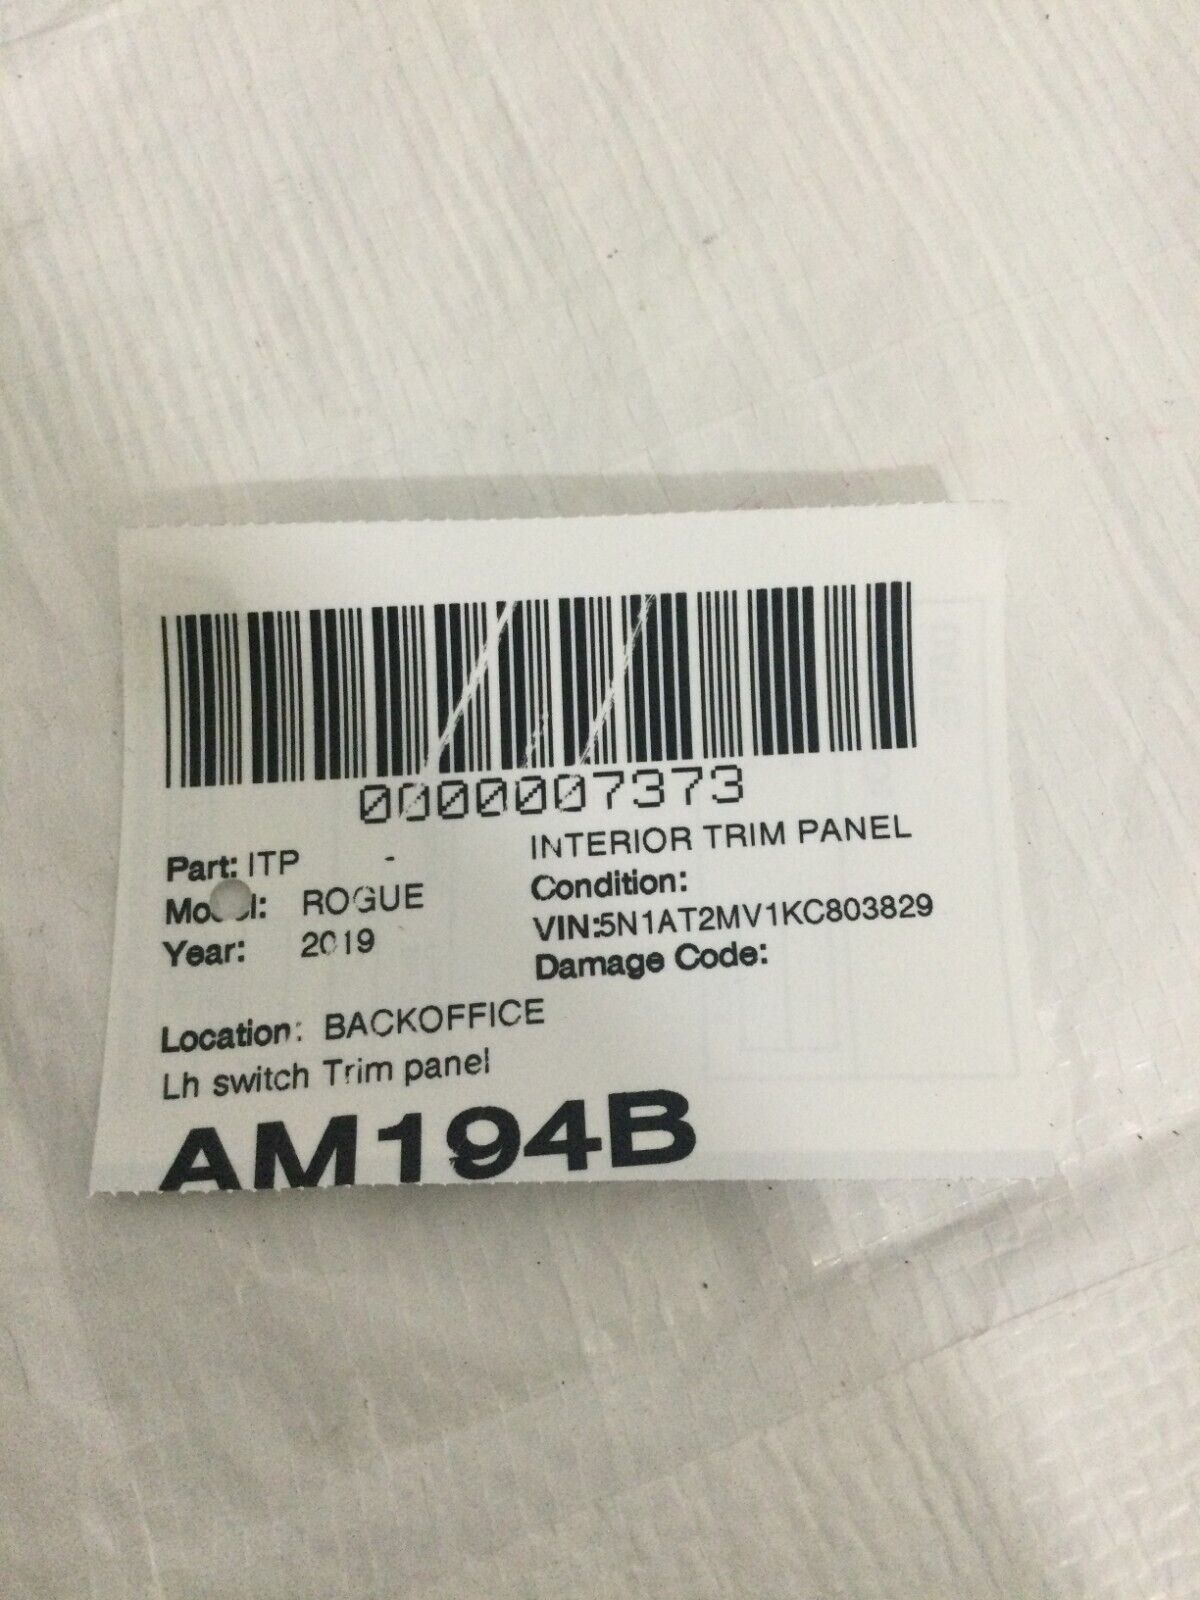 0000007373
Part: ITP - INTERIOR TRIM PANEL
Model: ROGUE Condition:
Year: 2019 VIN:5N1AT2MV1KC803829
Damage Code:
Location: BACKOFFICE
Lh switch Trim panel
AM194B